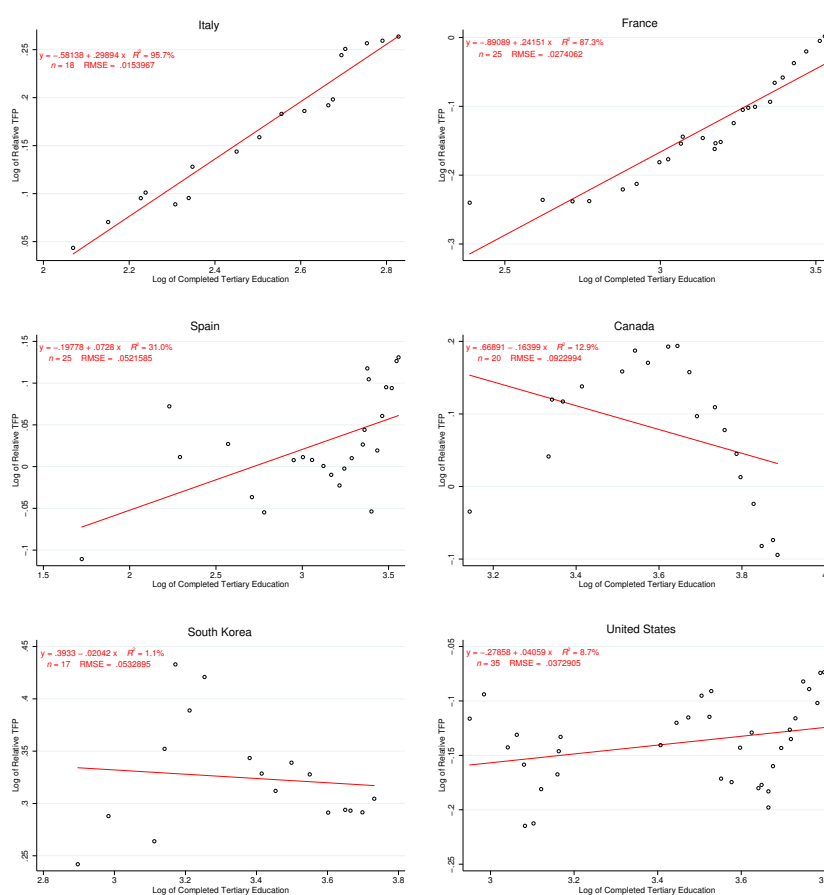 Italy
y = −.58138 + .29894 x R² = 95.7%
n = 18 RMSE = .0153967
Log of Relative TFP
.25
.2
.15
.1
.05
2
2.2
2.4
2.6
2.8
Log of Completed Tertiary Education
France
y = −.89089 + .24151 x R² = 87.3%
n = 25 RMSE = .0274062
Log of Relative TFP
0
−.1
−.2
−.3
2.5
3
3.5
Log of Completed Tertiary Education
Spain
y = −.19778 + .0728 x R² = 31.0%
n = 25 RMSE = .0521585
Log of Relative TFP
.15
.1
.05
0
−.05
−.1
1.5
2
2.5
3
3.5
Log of Completed Tertiary Education
Canada
y = .66891 − .16399 x R² = 12.9%
n = 20 RMSE = .0922994
Log of Relative TFP
.2
.1
0
−.1
3.2
3.4
3.6
3.8
Log of Completed Tertiary Education
South Korea
y = .3933 − .02042 x R² = 1.1%
n = 17 RMSE = .0532895
Log of Relative TFP
.45
.4
.35
.3
.25
2.8
3
3.2
3.4
3.6
3.8
Log of Completed Tertiary Education
United States
y = −.27858 + .04059 x R² = 8.7%
n = 35 RMSE = .0372905
Log of Relative TFP
−.05
−.1
−.15
−.2
−.25
3
3.2
3.4
3.6
Log of Completed Tertiary Education